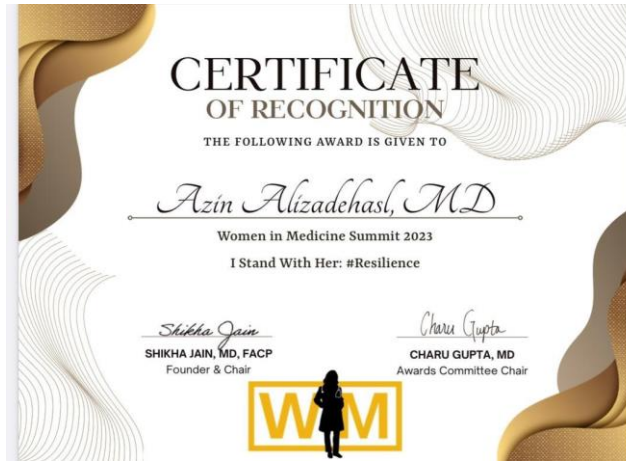 CERTIFICATE
OF RECOGNITION
THE FOLLOWING AWARD IS GIVEN TO
Azin Alizadehasl, MD
Women in Medicine Summit 2023
I Stand With Her: #Resilience
Shikha Jain
SHIKHA JAIN, MD, FACP
Founder & Chair
Charu Gupta
CHARU GUPTA, MD
Awards Committee Chair
WIM